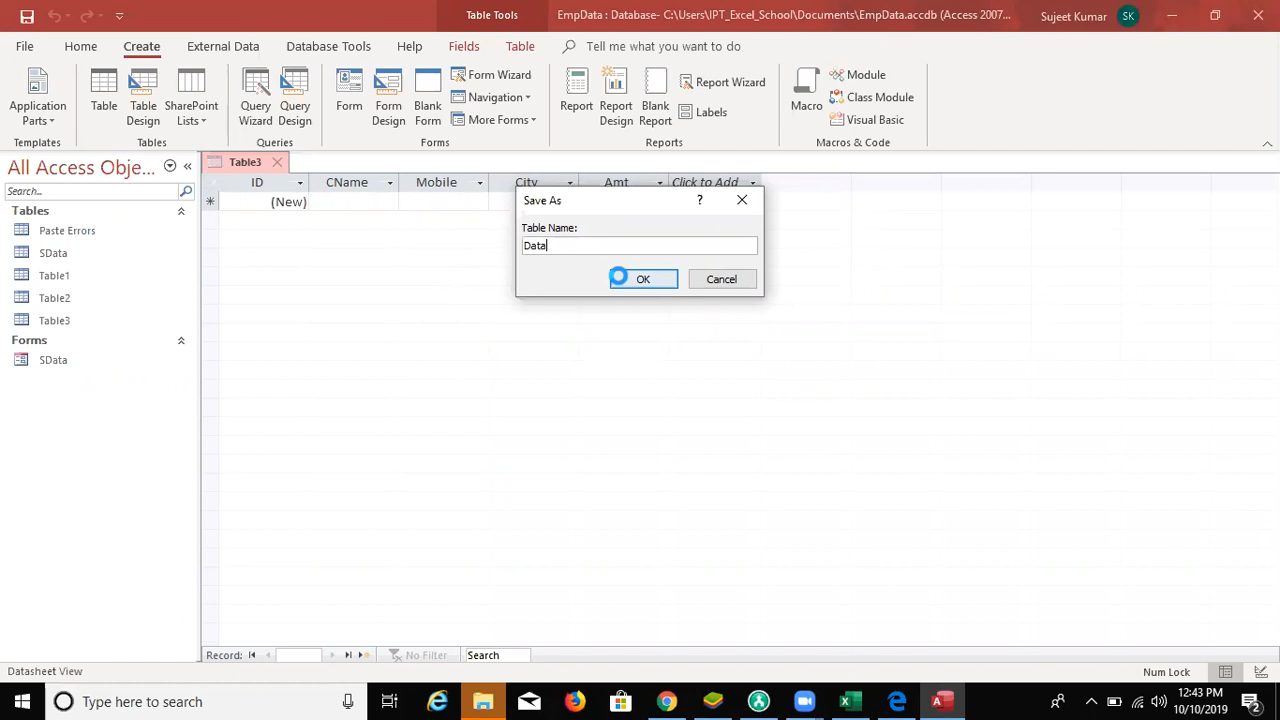 Table Tools
EmpData : Database- C:\Users\IPT_Excel_School\Documents\EmpData.accdb (Access 2007...
Sujeet Kumar
SK
File
Home
Create
External Data
Database Tools
Help
Fields
Table
Tell me what you want to do
Application Parts
Table
Table Design
SharePoint Lists
Query Wizard
Query Design
Form
Form Design
Blank Form
Form Wizard
Navigation
More Forms
Report
Report Design
Blank Report
Report Wizard
Labels
Macro
Module
Class Module
Visual Basic
Templates
Tables
Queries
Forms
Reports
Macros & Code
All Access Obje...
Search...
Tables
Paste Errors
SData
Table1
Table2
Table3
Forms
SData
Table3
ID
CName
Mobile
City
Amt
Click to Add
(New)
Save As
?
Table Name:
Data
OK
Cancel
Record:
No Filter
Search
Datasheet View
Num Lock
Type here to search
12:43 PM
10/10/2019
2